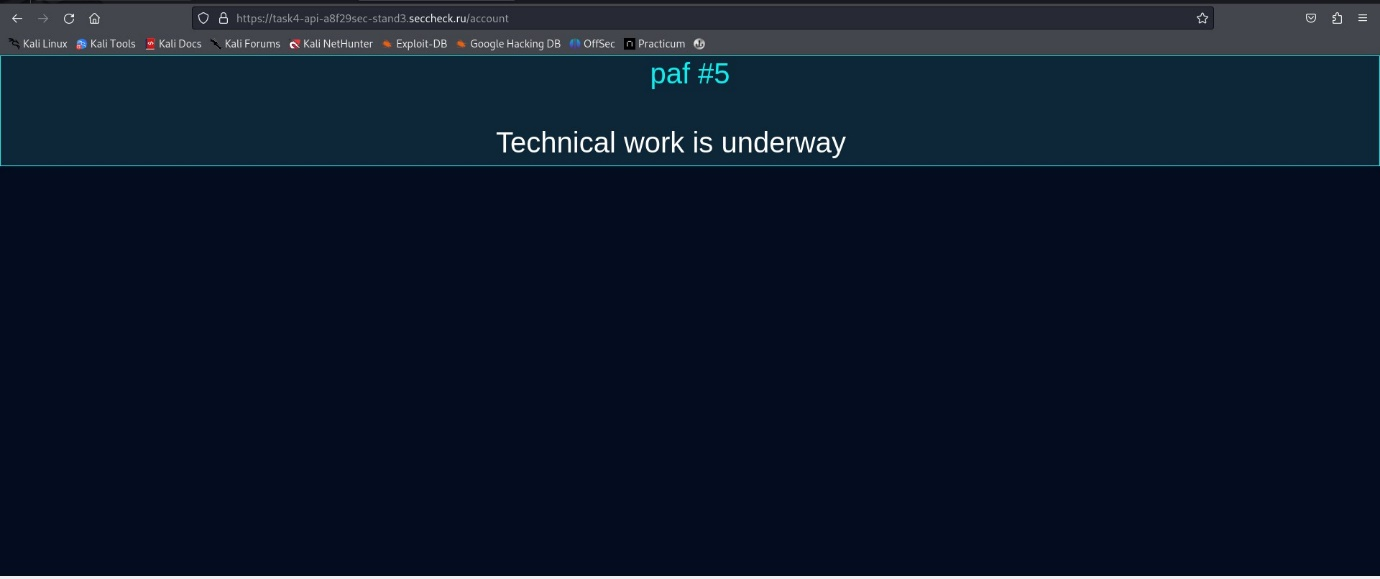 https://task4-api-a8f29sec-stand3.seccheck.ru/account
Kali Linux Kali Tools Kali Docs Kali Forums Kali NetHunter Exploit-DB Google Hacking DB OffSec Practicum
paf #5
Technical work is underway